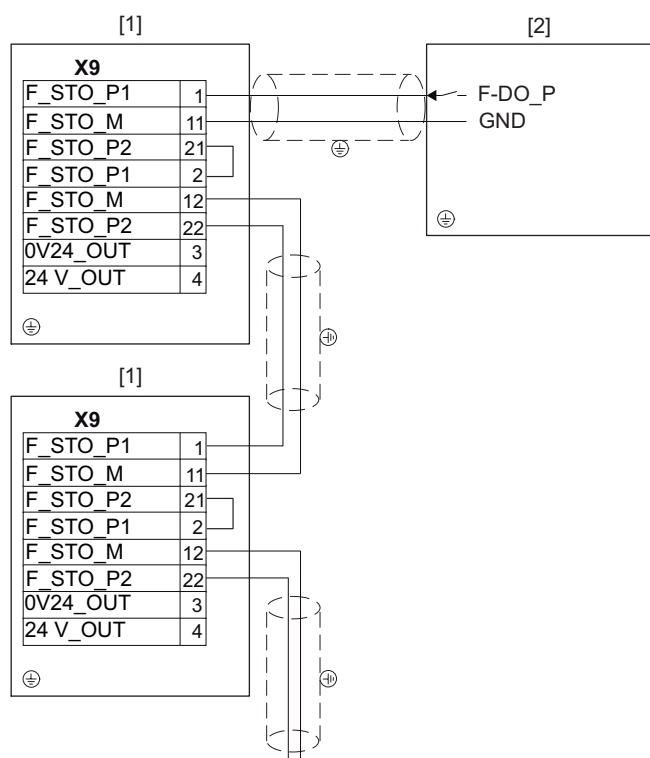 [1]
[2]
X9
F_STO_P1 1
F-DO_P
F_STO_M 11
GND
F_STO_P2 21
F_STO_P1 2
F_STO_M 12
F_STO_P2 22
0V24_OUT 3
24 V_OUT 4
[1]
X9
F_STO_P1 1
F_STO_M 11
F_STO_P2 21
F_STO_P1 2
F_STO_M 12
F_STO_P2 22
0V24_OUT 3
24 V_OUT 4